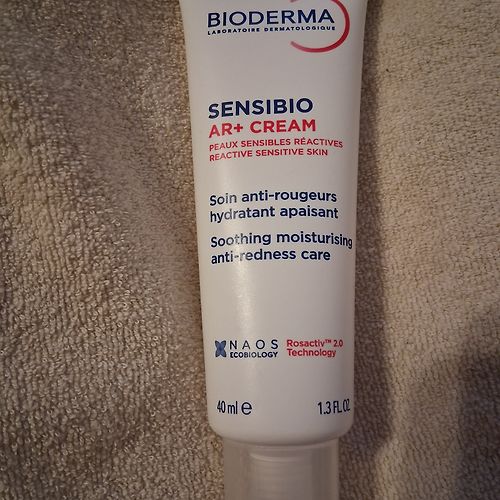 BIODERMA
LABORATOIRE DERMATOLOGIQUE
SENSIBIO
AR+ CREAM
PEAUX SENSIBLES RÉACTIVES
REACTIVE SENSITIVE SKIN
Soin anti-rougeurs
hydratant apaisant
Soothing moisturising
anti-redness care
NAOS
ECOBIOLOGY
Rosactiv™ 2.0
Technology
40 ml e 1.3 FL.OZ